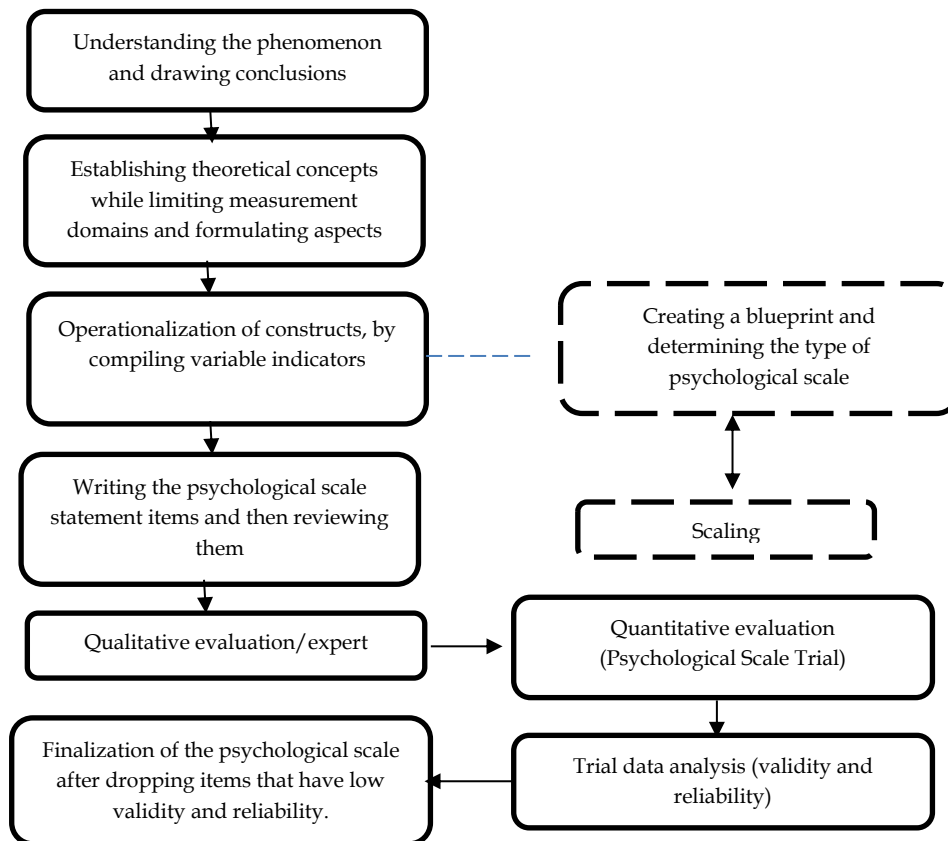 Understanding the phenomenon
and drawing conclusions
Establishing theoretical concepts
while limiting measurement
domains and formulating aspects
Operationalization of constructs, by
compiling variable indicators
Creating a blueprint and
determining the type of
psychological scale
Writing the psychological scale
statement items and then reviewing
them
Scaling
Qualitative evaluation/expert
Quantitative evaluation
(Psychological Scale Trial)
Trial data analysis (validity and
reliability)
Finalization of the psychological scale
after dropping items that have low
validity and reliability.